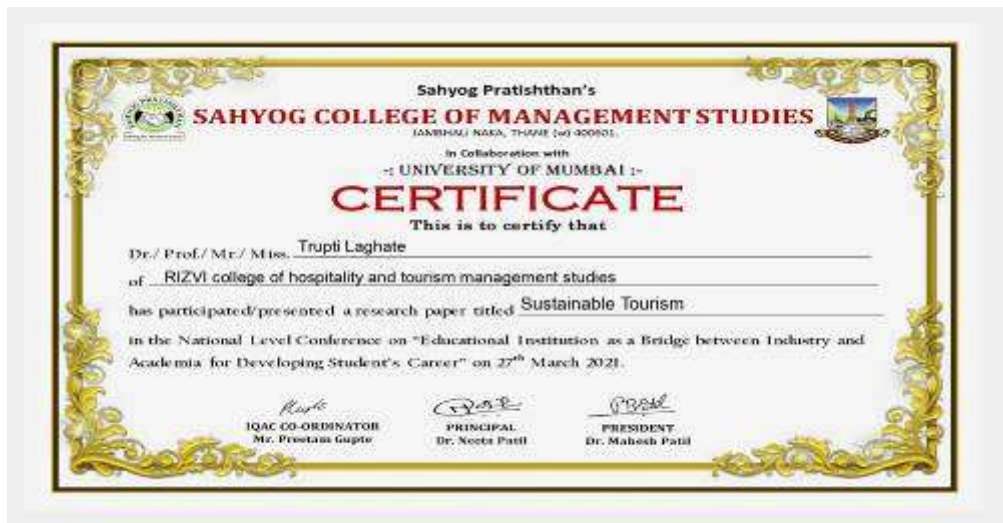 Sahyog Pratishthan's
SAHYOG COLLEGE OF MANAGEMENT STUDIES
JAMBHALI NAKA, THANE (w) 400601.
In Collaboration with
-: UNIVERSITY OF MUMBAI :-
CERTIFICATE
This is to certify that
Dr./ Prof./ Mr./ Miss. Trupti Laghate
of RIZVI college of hospitality and tourism management studies
has participated/presented a research paper titled Sustainable Tourism
in the National Level Conference on "Educational Institution as a Bridge between Industry and
Academia for Developing Student's Career" on 27th March 2021.
IQAC CO-ORDINATOR PRINCIPAL PRESIDENT
Mr. Preetam Gupte Dr. Neeta Patil Dr. Mahesh Patil